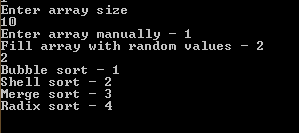 Enter array size
10
Enter array manually - 1
Fill array with random values - 2
2
Bubble sort - 1
Shell sort - 2
Merge sort - 3
Radix sort - 4